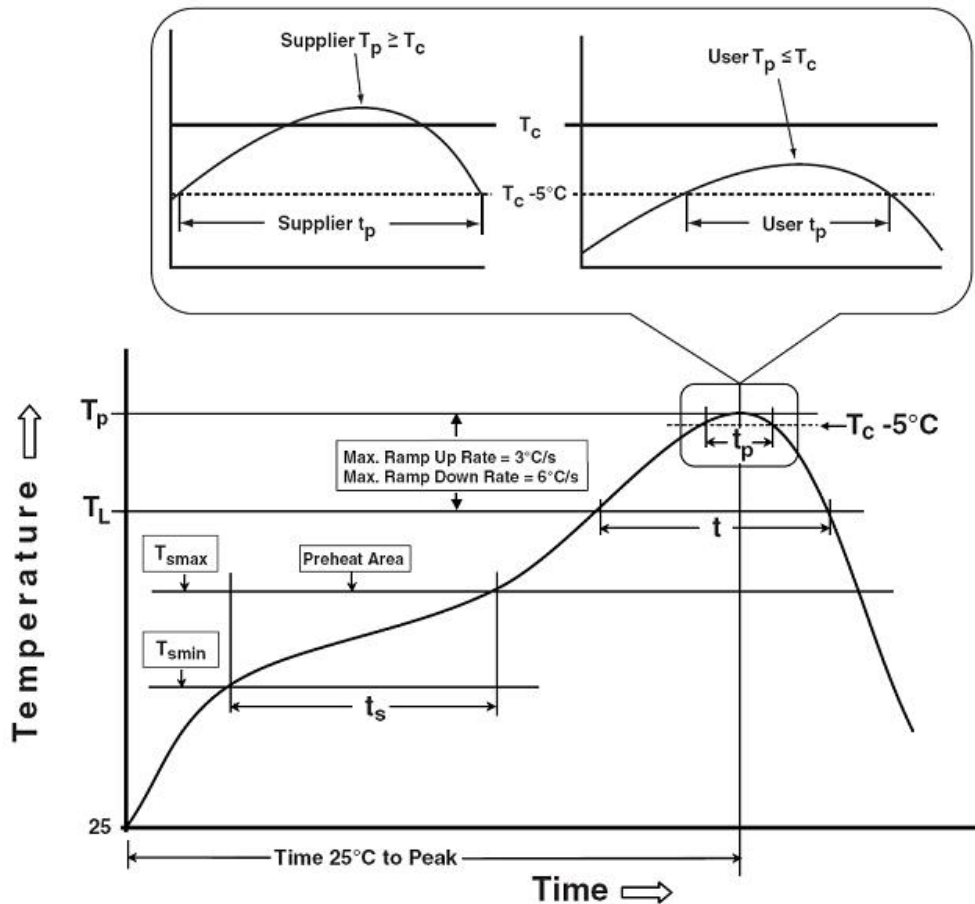 Supplier Tp ≥ Tc
User Tp ≤ Tc
Tc
Tc -5°C
Supplier tp
User tp
Tp
Tc -5°C
tp
Max. Ramp Up Rate = 3°C/s
Max. Ramp Down Rate = 6°C/s
TL
t
Tsmax
Preheat Area
Tsmin
ts
Temperature
25
Time 25°C to Peak
Time